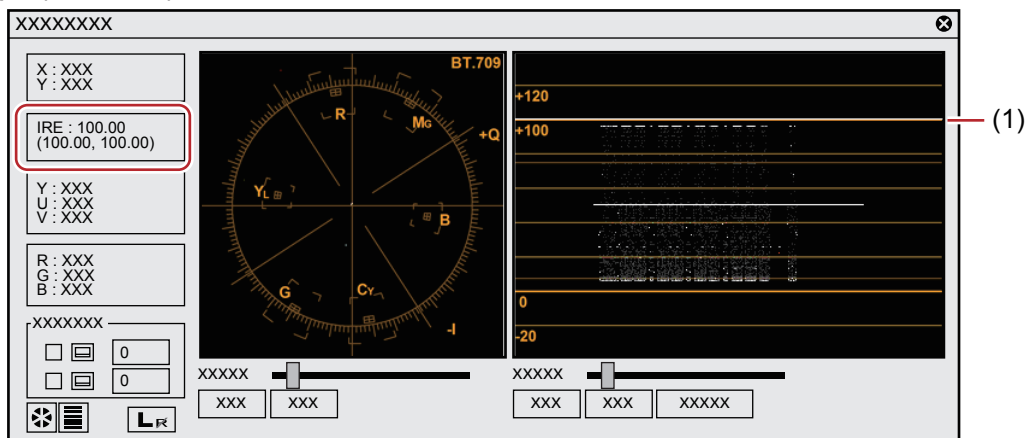 XXXXXXXX
X : XXX
Y : XXX
IRE : 100.00
(100.00, 100.00)
Y : XXX
U : XXX
V : XXX
R : XXX
G : XXX
B : XXX
XXXXXXX
0
0
L R
BT.709
R
MG
+Q
YL
B
G
CY
-I
XXXXX
XXX
XXX
+120
+100
0
-20
XXXXX
XXX
XXX
XXXXX
(1)